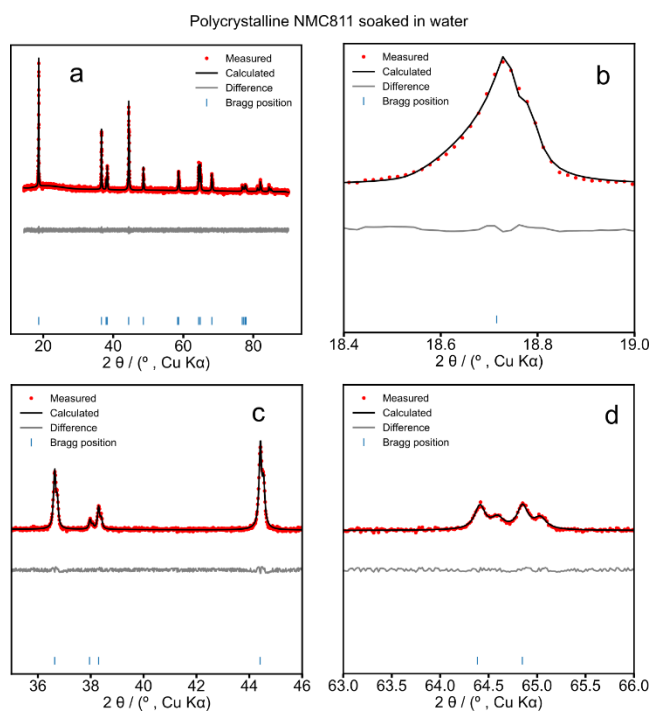 Polycrystalline NMC811 soaked in water
a
Measured
Calculated
Difference
Bragg position
20 40 60 80
2 θ / (º , Cu Kα)
b
Measured
Calculated
Difference
Bragg position
18.4 18.6 18.8 19.0
2 θ / (º , Cu Kα)
c
Measured
Calculated
Difference
Bragg position
36 38 40 42 44 46
2 θ / (º , Cu Kα)
d
Measured
Calculated
Difference
Bragg position
63.0 63.5 64.0 64.5 65.0 65.5 66.0
2 θ / (º , Cu Kα)